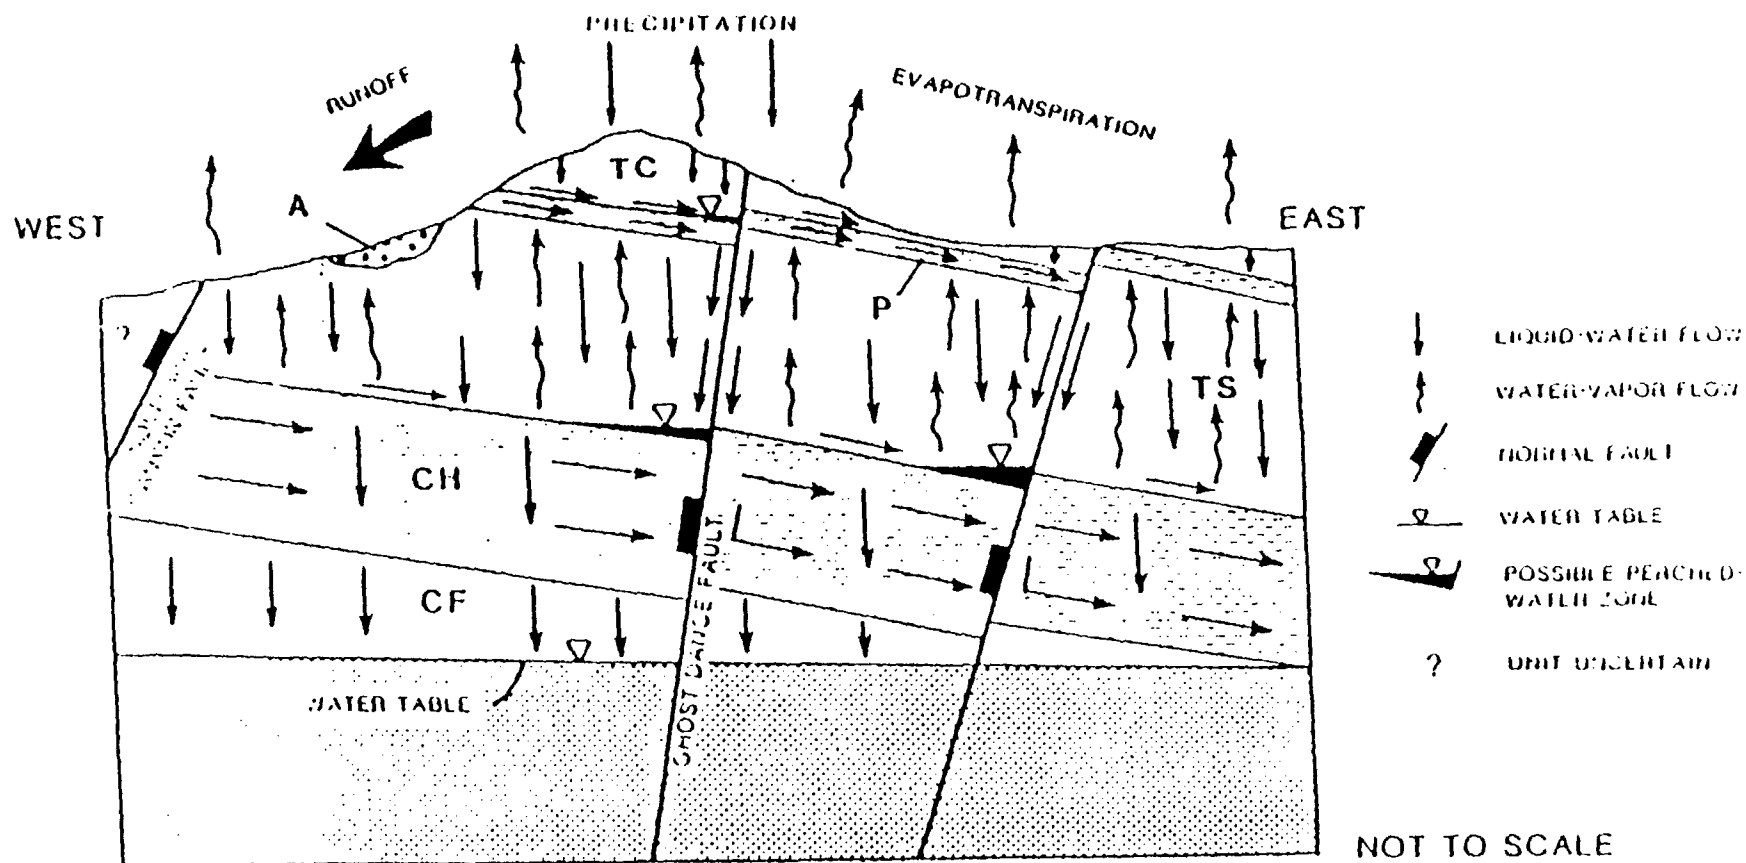 PRECIPITATION
RUNOFF
EVAPOTRANSPIRATION
WEST
A
TC
EAST
P
?
TS
CH
CF
GHOST DANCE FAULT
WATER TABLE
LIQUID-WATER FLOW
WATER-VAPOR FLOW
NORMAL FAULT
WATER TABLE
POSSIBLE PERCHED-
WATER ZONE
? UNIT UNCERTAIN
NOT TO SCALE